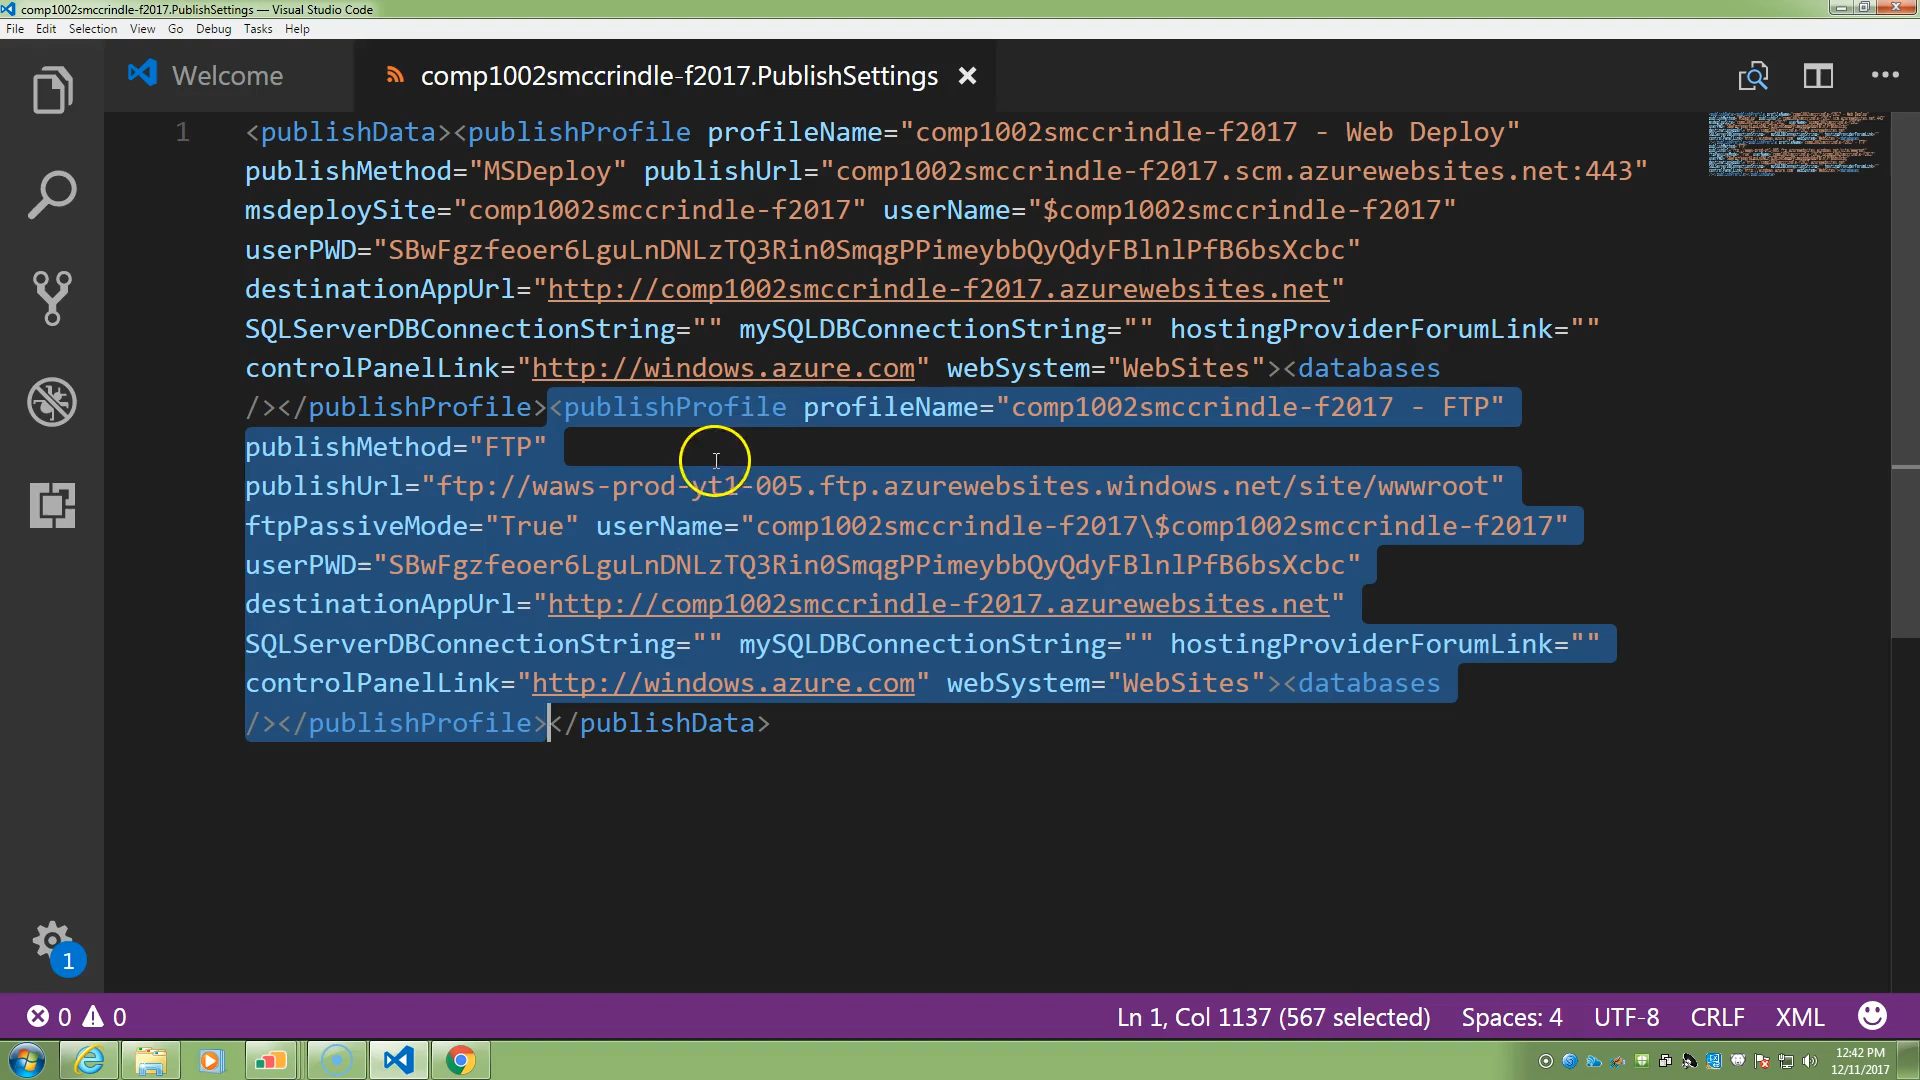 comp1002smccrindle-f2017.PublishSettings — Visual Studio Code
File Edit Selection View Go Debug Tasks Help
Welcome
comp1002smccrindle-f2017.PublishSettings
1
<publishData><publishProfile profileName="comp1002smccrindle-f2017 - Web Deploy"
publishMethod="MSDeploy" publishUrl="comp1002smccrindle-f2017.scm.azurewebsites.net:443"
msdeploySite="comp1002smccrindle-f2017" userName="$comp1002smccrindle-f2017"
userPWD="SBwFgzfeoer6LguLnDNLzTQ3Rin0SmqgPPimeybbQyQdyFBlnlPfB6bsXcbc"
destinationAppUrl="http://comp1002smccrindle-f2017.azurewebsites.net"
SQLServerDBConnectionString="" mySQLDBConnectionString="" hostingProviderForumLink=""
controlPanelLink="http://windows.azure.com" webSystem="WebSites"><databases
/></publishProfile><publishProfile profileName="comp1002smccrindle-f2017 - FTP"
publishMethod="FTP"
publishUrl="ftp://waws-prod-yt1-005.ftp.azurewebsites.windows.net/site/wwwroot"
ftpPassiveMode="True" userName="comp1002smccrindle-f2017\$comp1002smccrindle-f2017"
userPWD="SBwFgzfeoer6LguLnDNLzTQ3Rin0SmqgPPimeybbQyQdyFBlnlPfB6bsXcbc"
destinationAppUrl="http://comp1002smccrindle-f2017.azurewebsites.net"
SQLServerDBConnectionString="" mySQLDBConnectionString="" hostingProviderForumLink=""
controlPanelLink="http://windows.azure.com" webSystem="WebSites"><databases
/></publishProfile></publishData>
1
0 0 Ln 1, Col 1137 (567 selected) Spaces: 4 UTF-8 CRLF XML
12:42 PM
12/11/2017